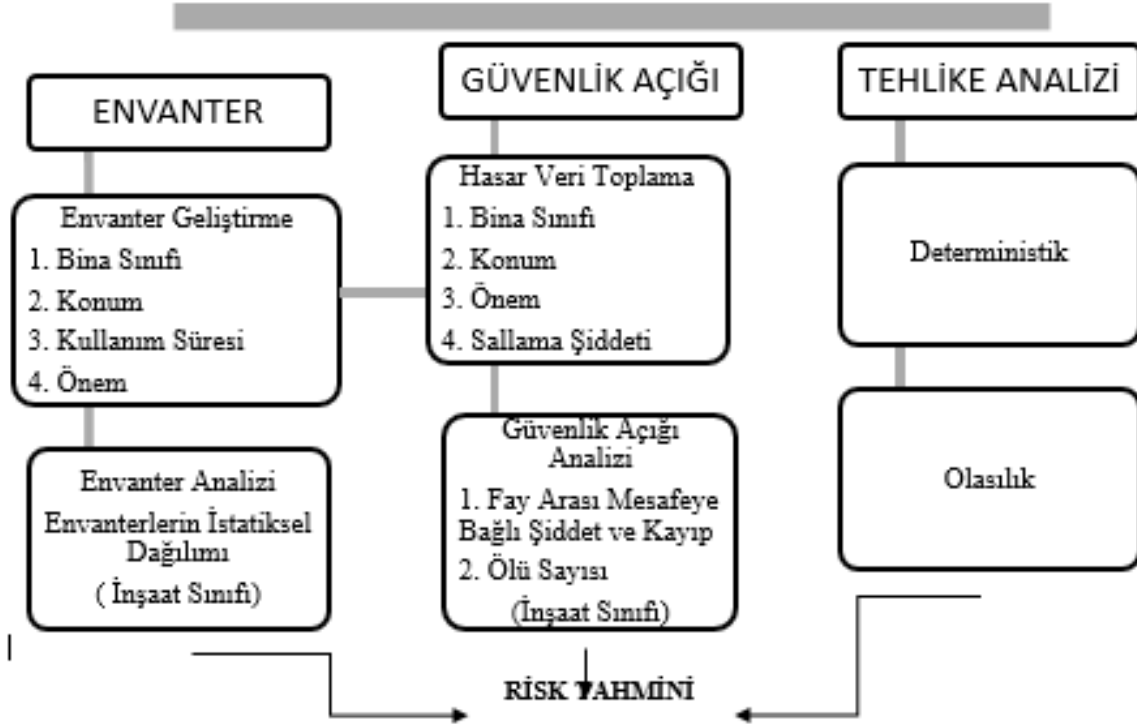 ENVANTER
Envanter Geliştirme
1. Bina Sınıfı
2. Konum
3. Kullanım Süresi
4. Önem
Envanter Analizi
Envanterlerin İstatiksel
Dağılımı
( İnşaat Sınıfı)
GÜVENLİK AÇIĞI
Hasar Veri Toplama
1. Bina Sınıfı
2. Konum
3. Önem
4. Sallama Şiddeti
Güvenlik Açığı
Analizi
1. Fay Arası Mesafeye
Bağlı Şiddet ve Kayıp
2. Ölü Sayısı
(İnşaat Sınıfı)
TEHLİKE ANALİZİ
Deterministik
Olasılık
RİSK TAHMİNİ